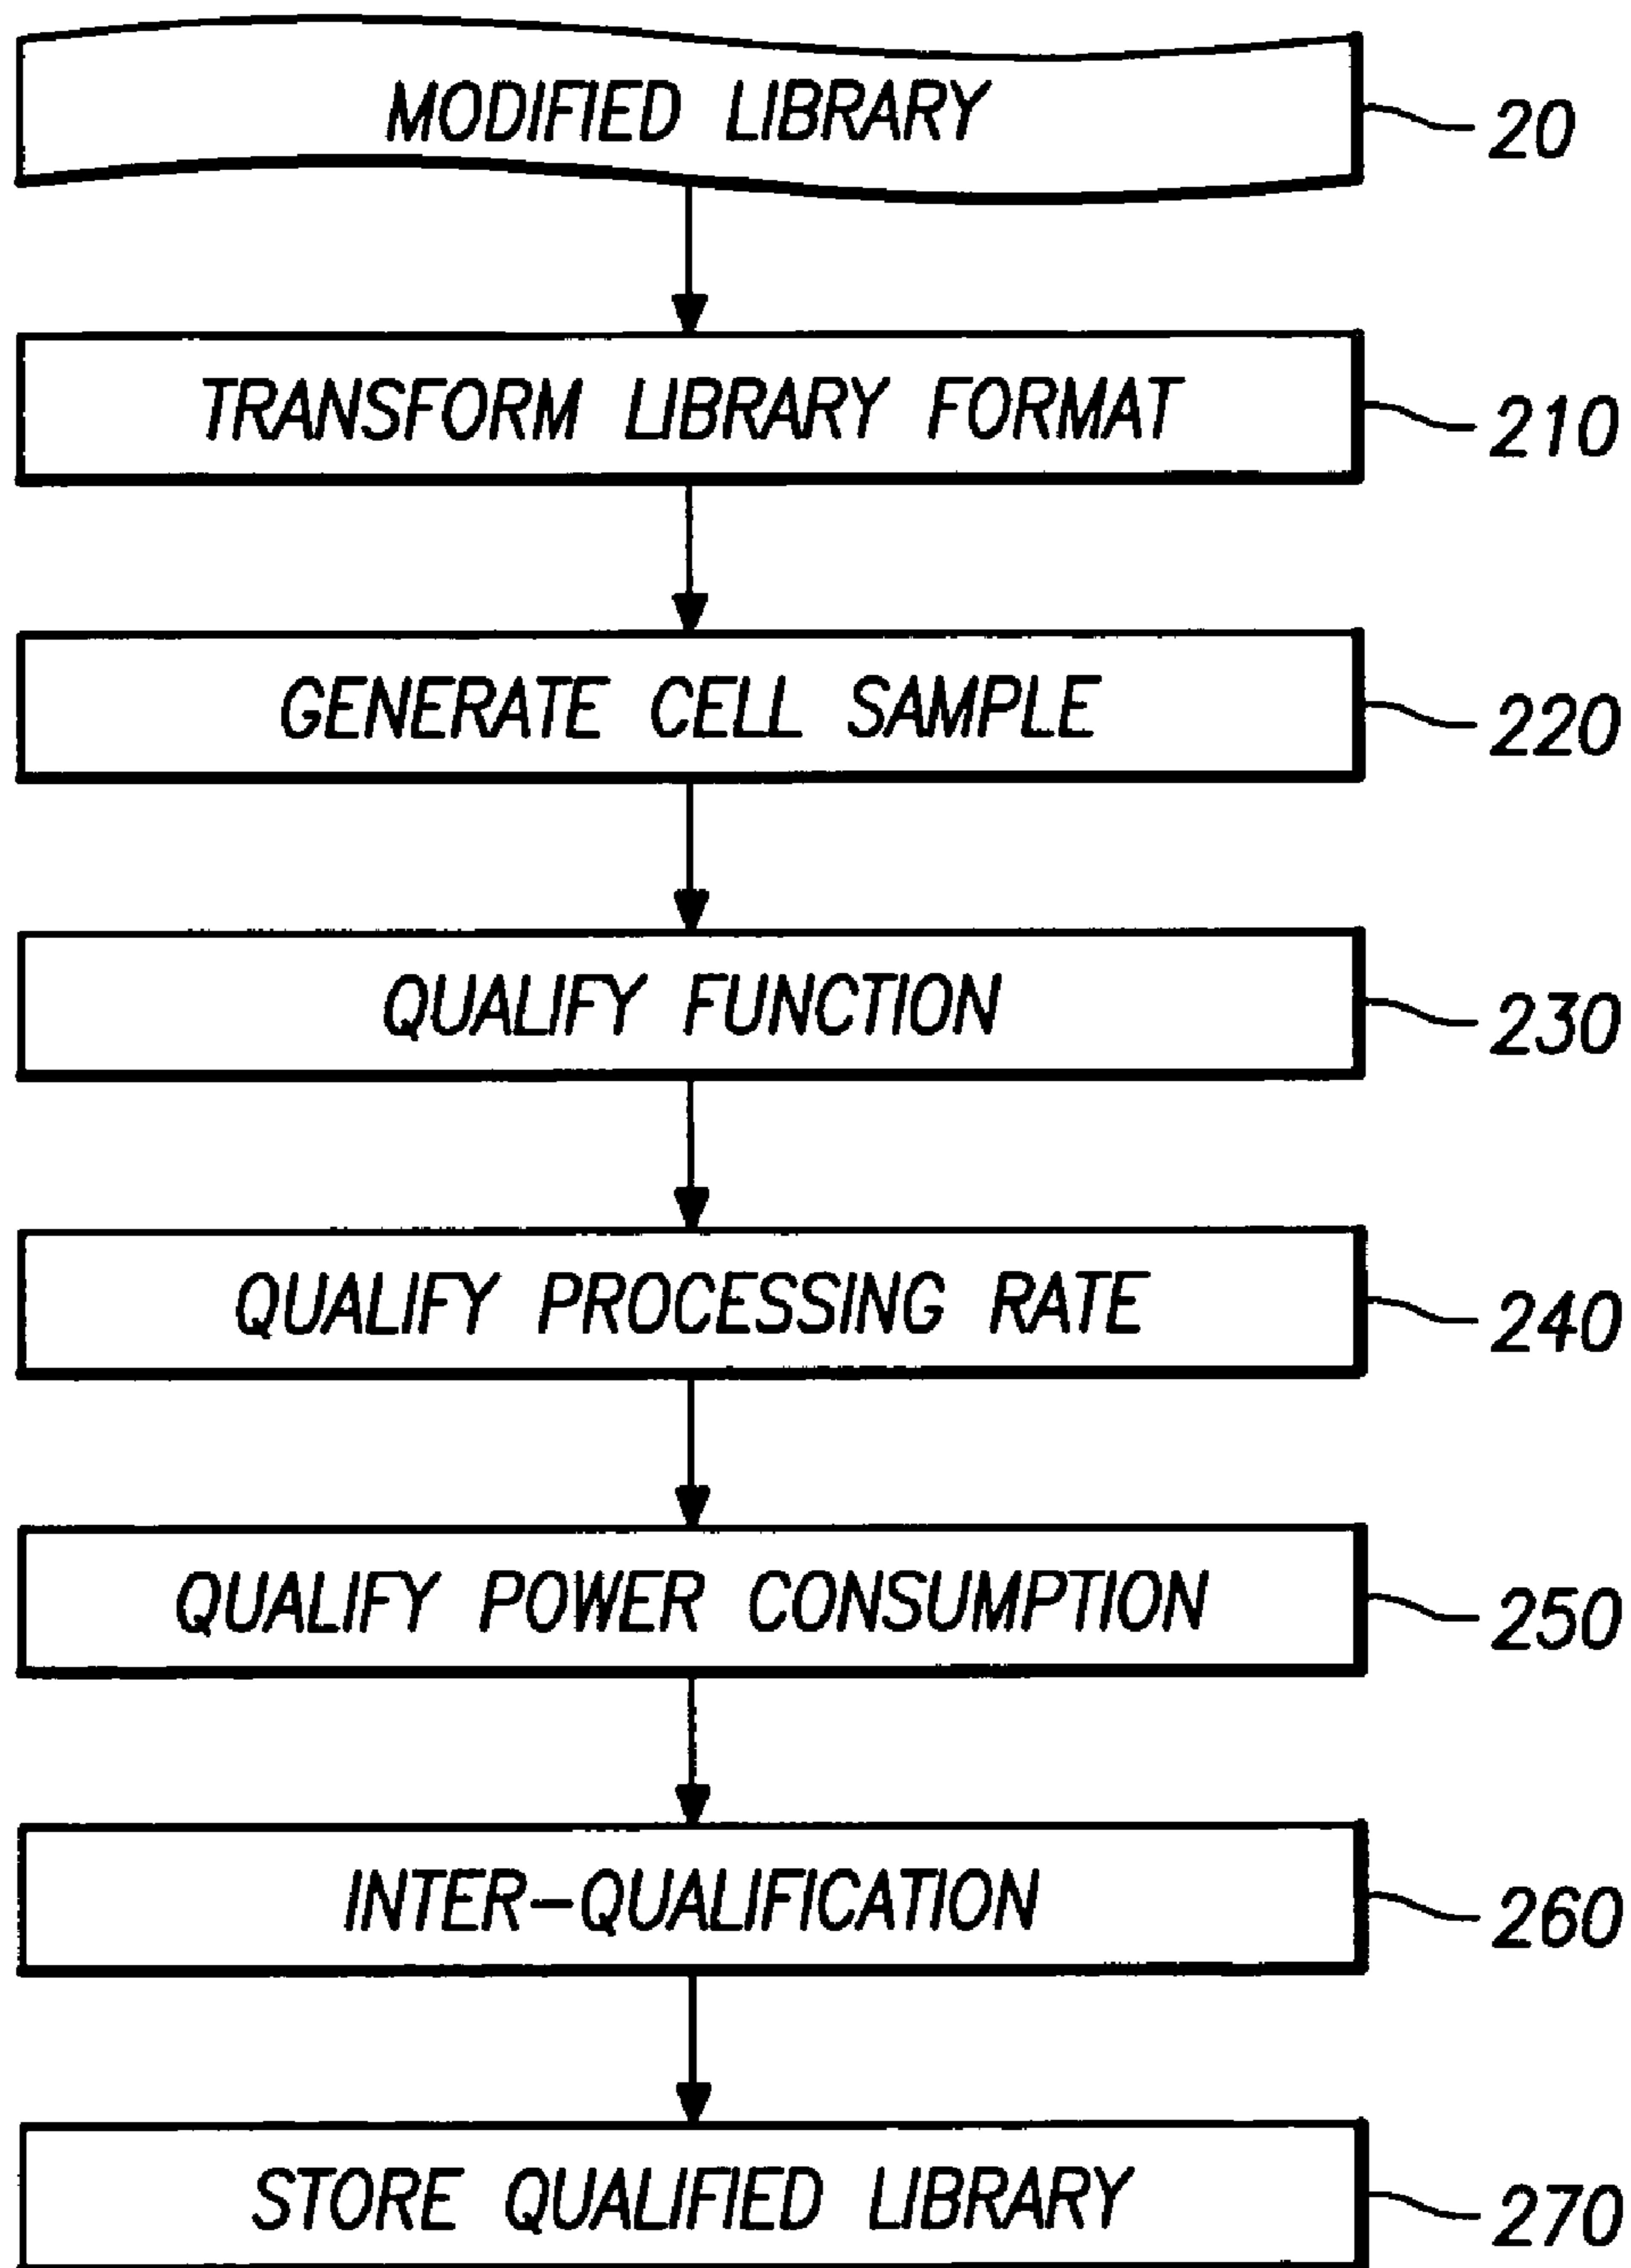 MODIFIED LIBRARY 20
TRANSFORM LIBRARY FORMAT 210
GENERATE CELL SAMPLE 220
QUALIFY FUNCTION 230
QUALIFY PROCESSING RATE 240
QUALIFY POWER CONSUMPTION 250
INTER-QUALIFICATION 260
STORE QUALIFIED LIBRARY 270